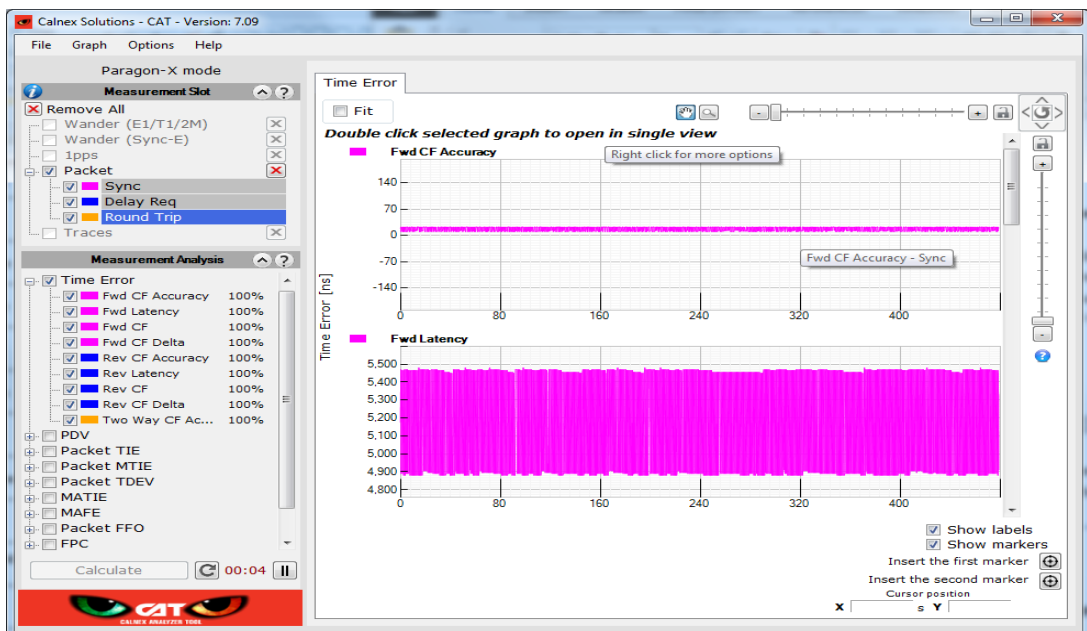 Calnex Solutions - CAT - Version: 7.09
File Graph Options Help
Paragon-X mode
Measurement Slot
Remove All
Wander (E1/T1/2M)
Wander (Sync-E)
1pps
Packet
Sync
Delay Req
Round Trip
Traces
Measurement Analysis
Time Error
Fwd CF Accuracy 100%
Fwd Latency 100%
Fwd CF 100%
Fwd CF Delta 100%
Rev CF Accuracy 100%
Rev Latency 100%
Rev CF 100%
Rev CF Delta 100%
Two Way CF Ac... 100%
PDV
Packet TIE
Packet MTIE
Packet TDEV
MATIE
MAFE
Packet FFO
FPC
Calculate 00:04
CAT
CALNEX ANALYZER TOOL
Time Error
Fit
Double click selected graph to open in single view
Fwd CF Accuracy
Right click for more options
140
70
0
-70
Fwd CF Accuracy - Sync
-140
0 80 160 240 320 400
Time Error [ns]
Fwd Latency
5,500
5,400
5,300
5,200
5,100
5,000
4,900
4,800
0 80 160 240 320 400
Show labels
Show markers
Insert the first marker
Insert the second marker
Cursor position
X s Y